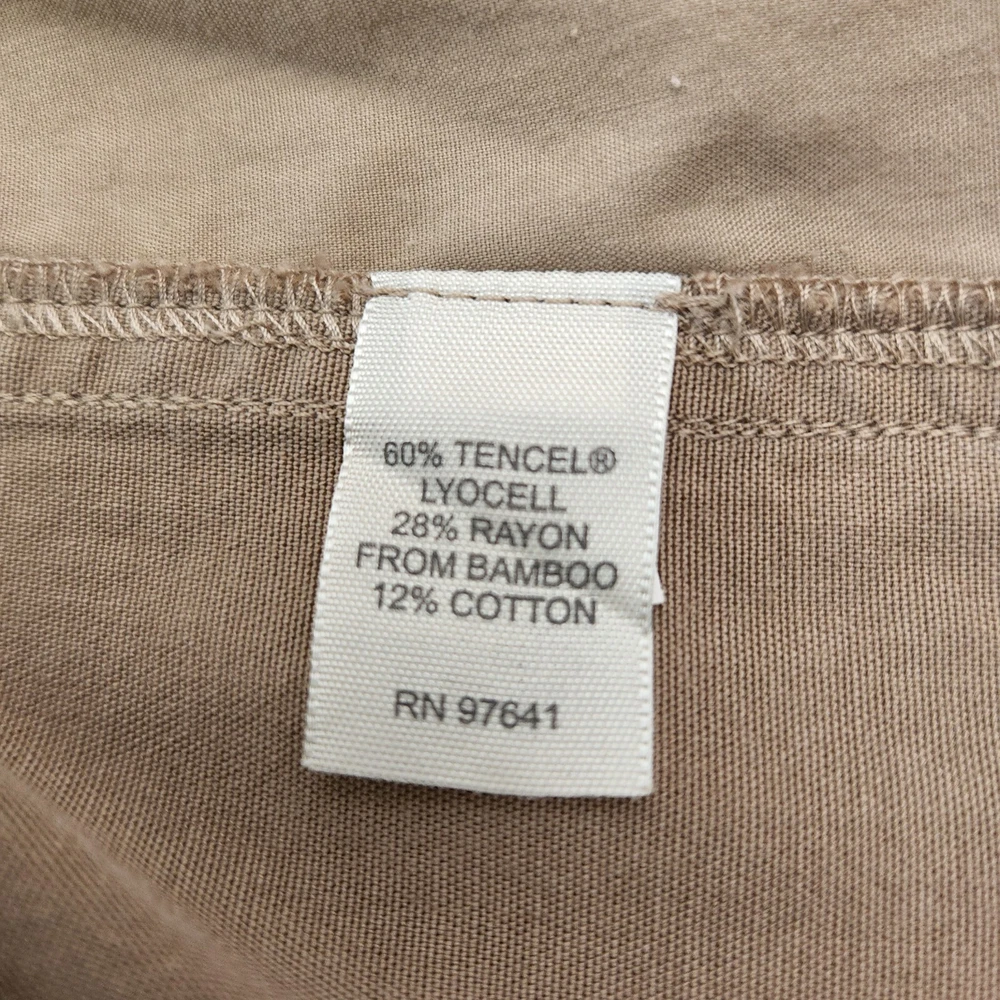 60% TENCEL®
LYOCELL
28% RAYON
FROM BAMBOO
12% COTTON
RN 97641